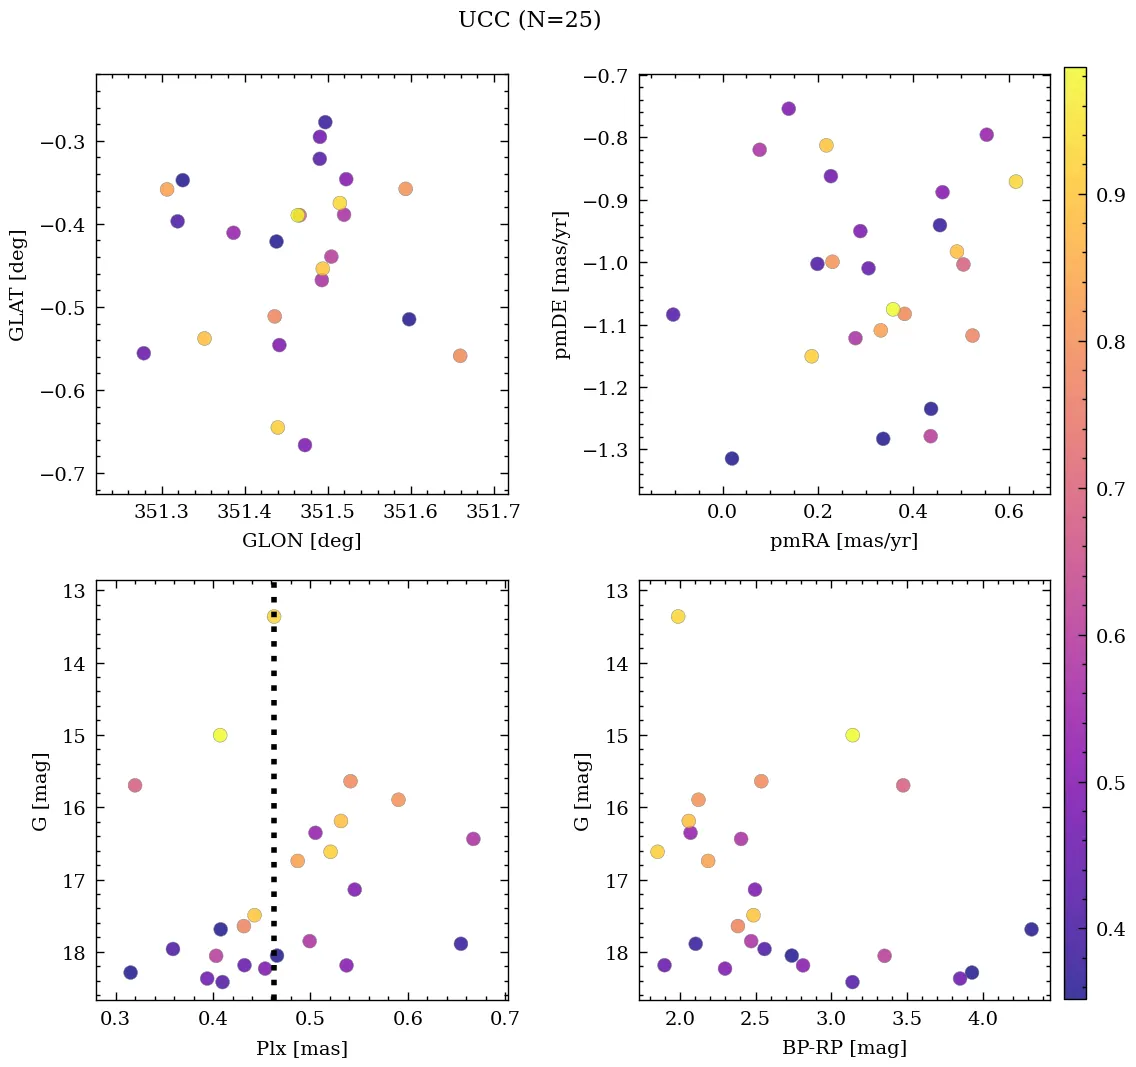 UCC (N=25)
−0.3
−0.4
−0.5
−0.6
−0.7
GLAT [deg]
351.3 351.4 351.5 351.6 351.7
GLON [deg]
−0.7
−0.8
−0.9
−1.0
−1.1
−1.2
−1.3
pmDE [mas/yr]
0.0 0.2 0.4 0.6
pmRA [mas/yr]
13
14
15
16
17
18
G [mag]
0.3 0.4 0.5 0.6 0.7
Plx [mas]
13
14
15
16
17
18
G [mag]
2.0 2.5 3.0 3.5 4.0
BP-RP [mag]
0.9
0.8
0.7
0.6
0.5
0.4